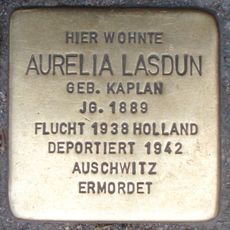 HIER WOHNTE
AURELIA LASDUN
GEB. KAPLAN
JG. 1889
FLUCHT 1938 HOLLAND
DEPORTIERT 1942
AUSCHWITZ
ERMORDET